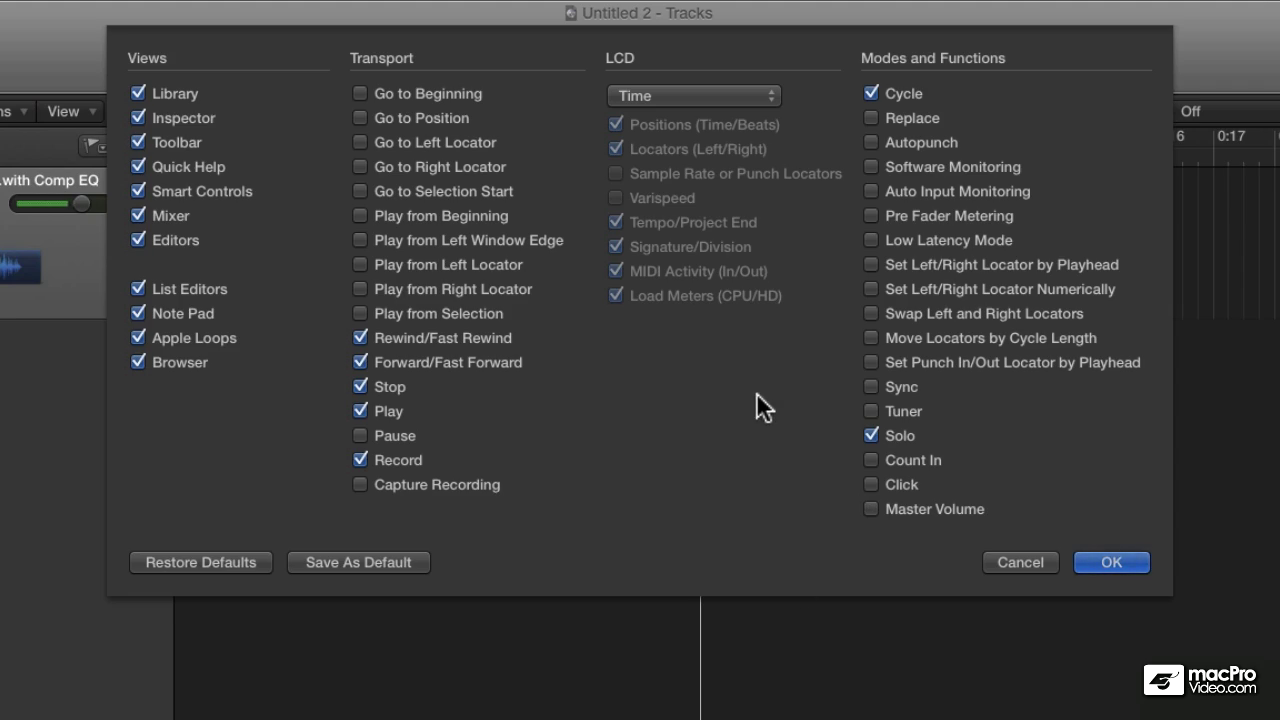 Untitled 2 - Tracks
Views
Library
Inspector
Toolbar
Quick Help
Smart Controls
Mixer
Editors
List Editors
Note Pad
Apple Loops
Browser
Transport
Go to Beginning
Go to Position
Go to Left Locator
Go to Right Locator
Go to Selection Start
Play from Beginning
Play from Left Window Edge
Play from Left Locator
Play from Right Locator
Play from Selection
Rewind/Fast Rewind
Forward/Fast Forward
Stop
Play
Pause
Record
Capture Recording
LCD
Time
Positions (Time/Beats)
Locators (Left/Right)
Sample Rate or Punch Locators
Varispeed
Tempo/Project End
Signature/Division
MIDI Activity (In/Out)
Load Meters (CPU/HD)
Modes and Functions
Cycle
Replace
Autopunch
Software Monitoring
Auto Input Monitoring
Pre Fader Metering
Low Latency Mode
Set Left/Right Locator by Playhead
Set Left/Right Locator Numerically
Swap Left and Right Locators
Move Locators by Cycle Length
Set Punch In/Out Locator by Playhead
Sync
Tuner
Solo
Count In
Click
Master Volume
Restore Defaults
Save As Default
Cancel
OK
ns
View
with Comp EQ
Off
6
0:17
macPro
Video.com